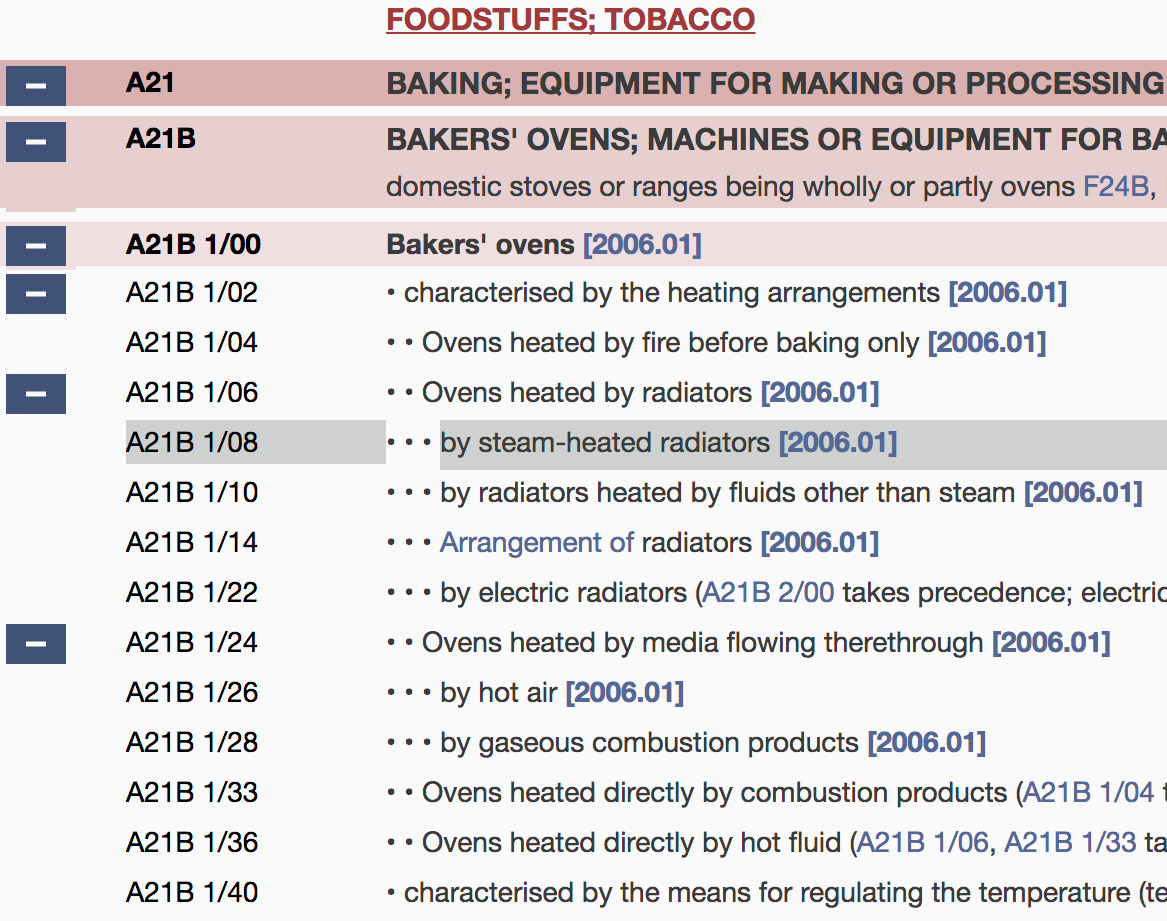 FOODSTUFFS; TOBACCO
A21 BAKING; EQUIPMENT FOR MAKING OR PROCESSING
A21B BAKERS' OVENS; MACHINES OR EQUIPMENT FOR BA
domestic stoves or ranges being wholly or partly ovens F24B,
A21B 1/00 Bakers' ovens [2006.01]
A21B 1/02 • characterised by the heating arrangements [2006.01]
A21B 1/04 • • Ovens heated by fire before baking only [2006.01]
A21B 1/06 • • Ovens heated by radiators [2006.01]
A21B 1/08 • • • by steam-heated radiators [2006.01]
A21B 1/10 • • • by radiators heated by fluids other than steam [2006.01]
A21B 1/14 • • • Arrangement of radiators [2006.01]
A21B 1/22 • • • by electric radiators (A21B 2/00 takes precedence; electric
A21B 1/24 • • Ovens heated by media flowing therethrough [2006.01]
A21B 1/26 • • • by hot air [2006.01]
A21B 1/28 • • • by gaseous combustion products [2006.01]
A21B 1/33 • • Ovens heated directly by combustion products (A21B 1/04 t
A21B 1/36 • • Ovens heated directly by hot fluid (A21B 1/06, A21B 1/33 ta
A21B 1/40 • characterised by the means for regulating the temperature (te